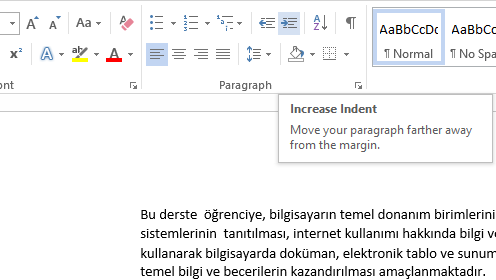 Aa
A
Z
¶
AaBbCcDc
AaBbCcDc
¶ Normal
¶ No Spa
x²
A
ab
A
ont
Paragraph
Increase Indent
Move your paragraph farther away
from the margin.
Bu derste öğrenciye, bilgisayarın temel donanım birimlerini
sistemlerinin tanıtılması, internet kullanımı hakkında bilgi ve
kullanarak bilgisayarda doküman, elektronik tablo ve sunum
temel bilgi ve becerilerin kazandırılması amaçlanmaktadır.